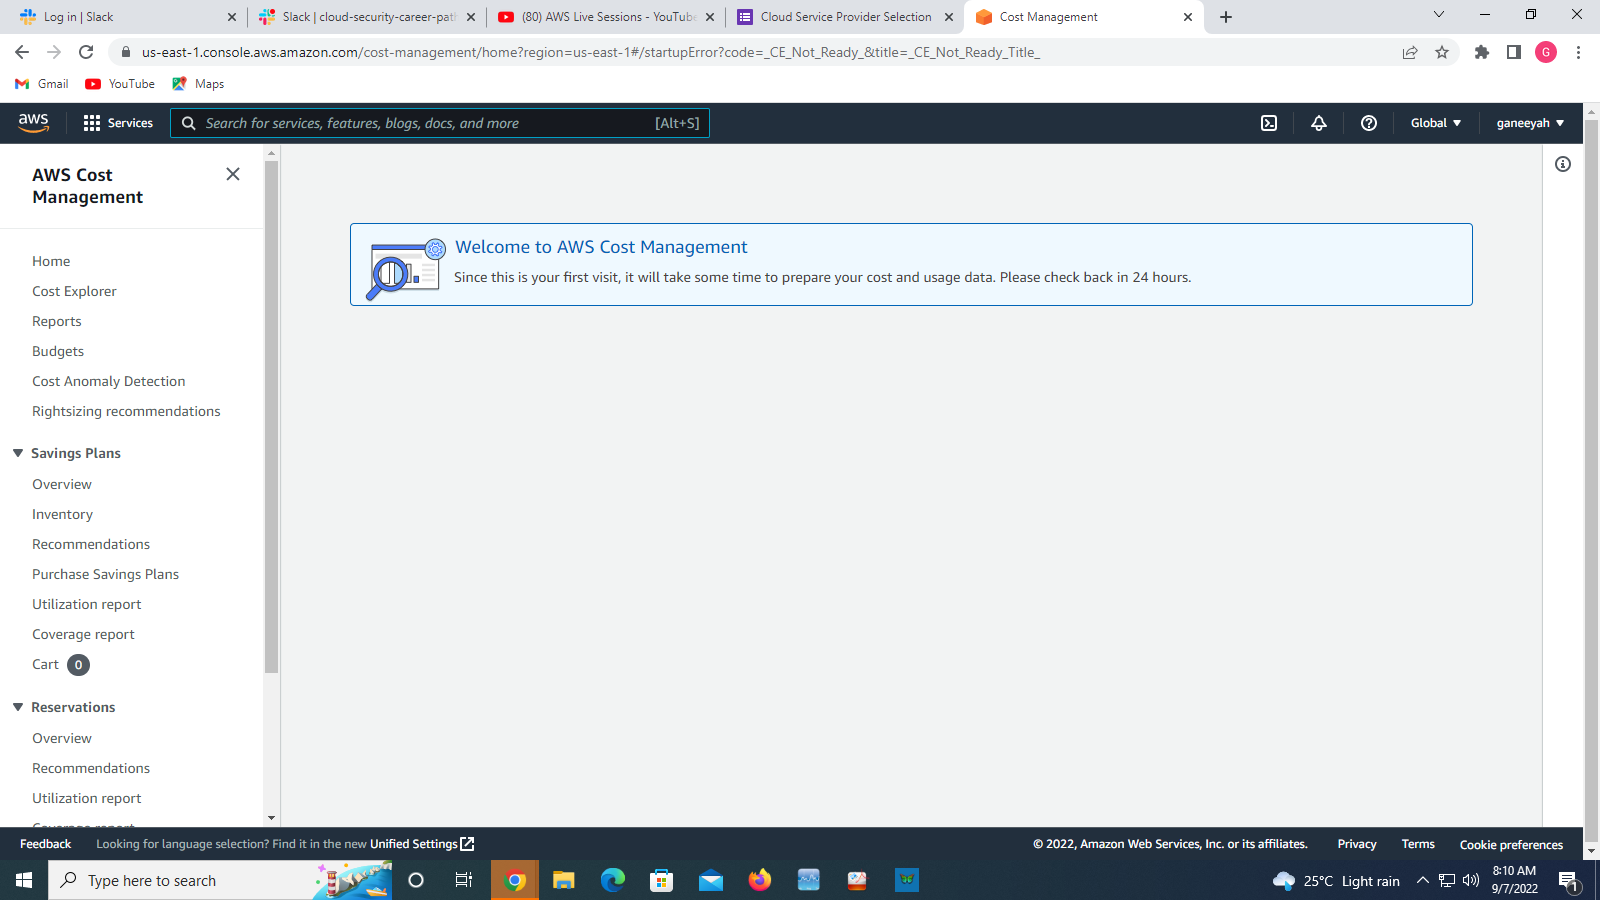 Log in | Slack
Slack | cloud-security-career-pat
(80) AWS Live Sessions - YouTube
Cloud Service Provider Selection
Cost Management
us-east-1.console.aws.amazon.com/cost-management/home?region=us-east-1#/startupError?code=_CE_Not_Ready_&title=_CE_Not_Ready_Title_
G
Gmail
YouTube
Maps
aws
Services
Search for services, features, blogs, docs, and more
[Alt+S]
Global
ganeeyah
AWS Cost
Management
Home
Cost Explorer
Reports
Budgets
Cost Anomaly Detection
Rightsizing recommendations
Savings Plans
Overview
Inventory
Recommendations
Purchase Savings Plans
Utilization report
Coverage report
Cart 0
Reservations
Overview
Recommendations
Utilization report
Coverage report
Welcome to AWS Cost Management
Since this is your first visit, it will take some time to prepare your cost and usage data. Please check back in 24 hours.
Feedback
Looking for language selection? Find it in the new Unified Settings
© 2022, Amazon Web Services, Inc. or its affiliates.
Privacy
Terms
Cookie preferences
Type here to search
25°C Light rain
8:10 AM
9/7/2022
1